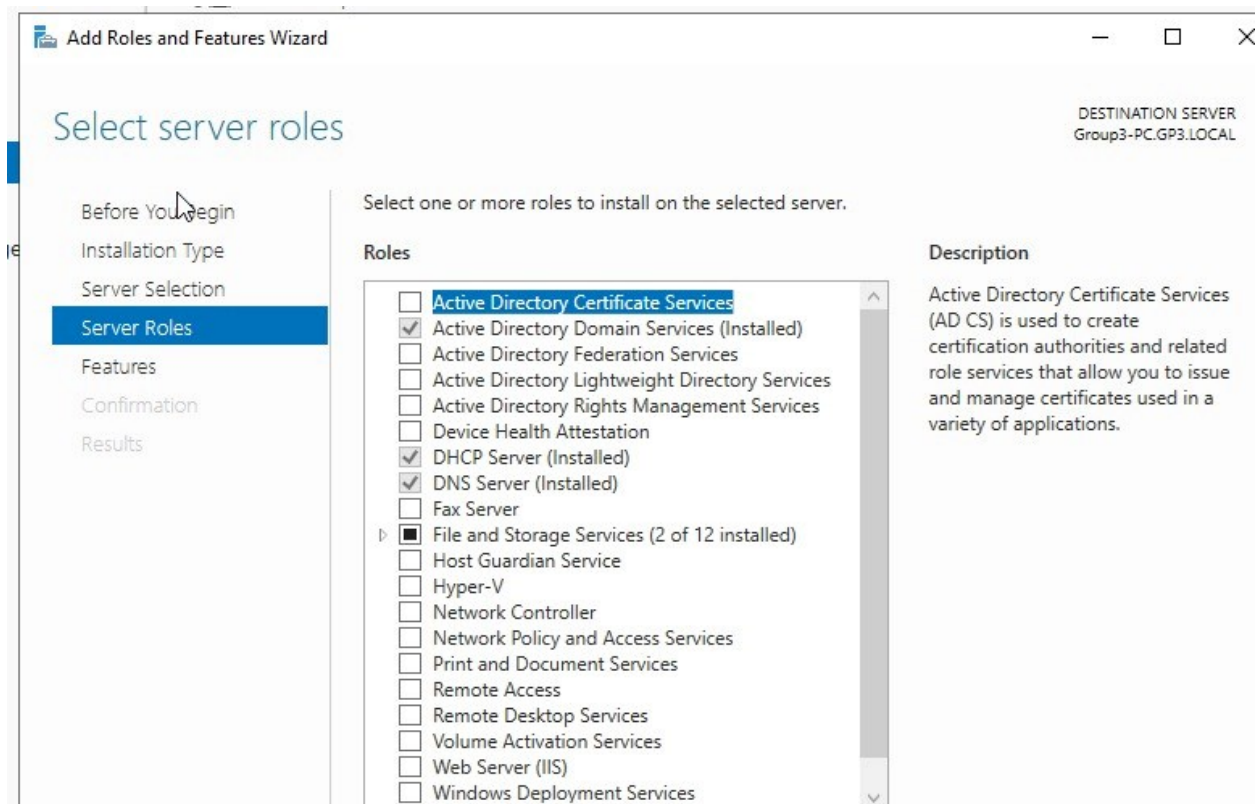 Add Roles and Features Wizard
Select server roles
DESTINATION SERVER
Group3-PC.GP3.LOCAL
Before You Begin
Installation Type
Server Selection
Server Roles
Features
Confirmation
Results
Select one or more roles to install on the selected server.
Roles
Active Directory Certificate Services
Active Directory Domain Services (Installed)
Active Directory Federation Services
Active Directory Lightweight Directory Services
Active Directory Rights Management Services
Device Health Attestation
DHCP Server (Installed)
DNS Server (Installed)
Fax Server
File and Storage Services (2 of 12 installed)
Host Guardian Service
Hyper-V
Network Controller
Network Policy and Access Services
Print and Document Services
Remote Access
Remote Desktop Services
Volume Activation Services
Web Server (IIS)
Windows Deployment Services
Description
Active Directory Certificate Services
(AD CS) is used to create
certification authorities and related
role services that allow you to issue
and manage certificates used in a
variety of applications.